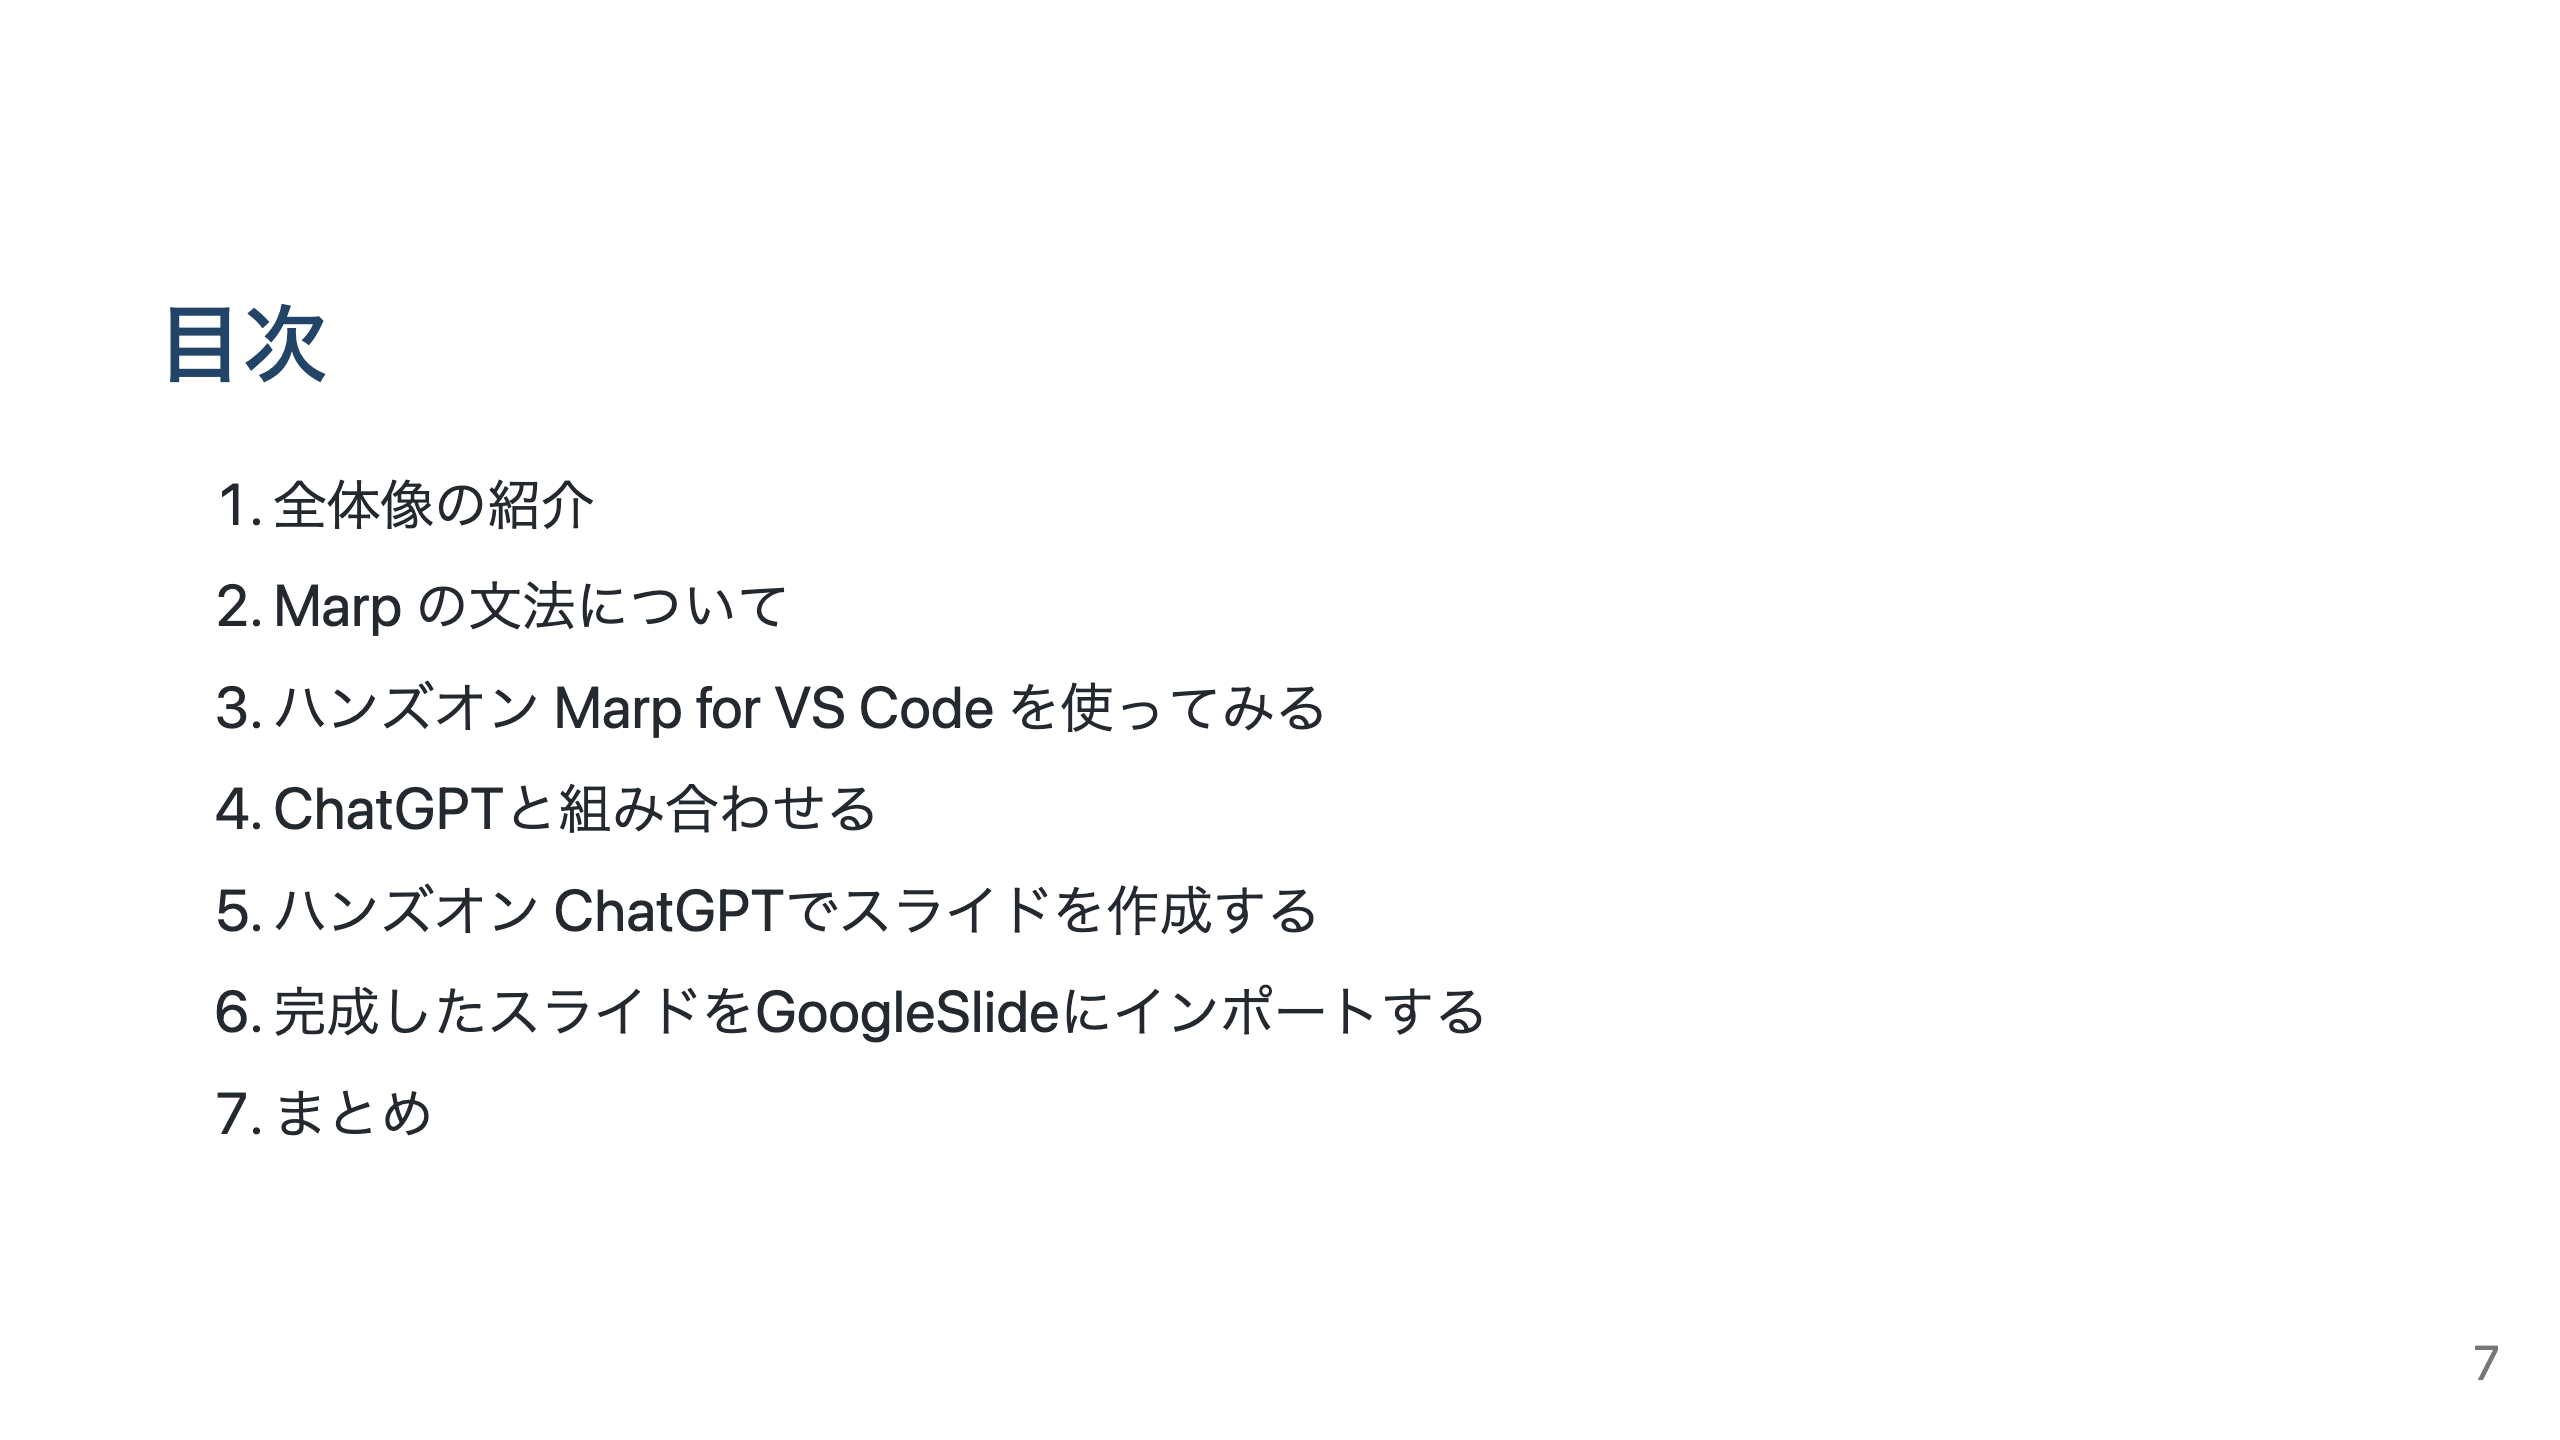 目次
1. 全体像の紹介
2. Marp の文法について
3. ハンズオン Marp for VS Code を使ってみる
4. ChatGPTと組み合わせる
5. ハンズオン ChatGPTでスライドを作成する
6. 完成したスライドをGoogleSlideにインポートする
7. まとめ
7